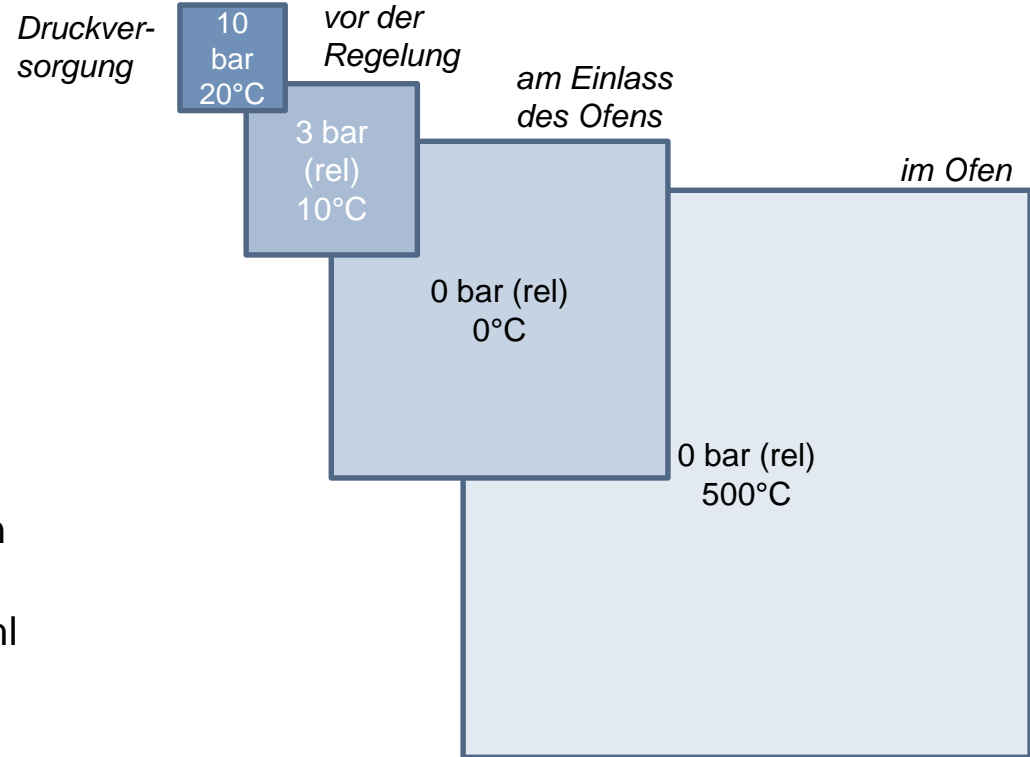 Druckver-
sorgung
10
bar
20°C
vor der
Regelung
3 bar
(rel)
10°C
am Einlass
des Ofens
0 bar (rel)
0°C
im Ofen
0 bar (rel)
500°C